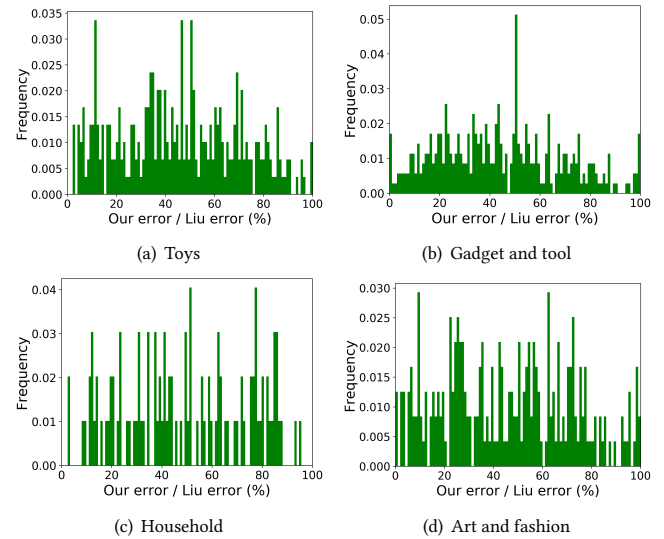 0.035
0.030
0.025
0.020
0.015
0.010
0.005
0.000
Frequency
0 20 40 60 80 100
Our error / Liu error (%)
(a) Toys
0.05
0.04
0.03
0.02
0.01
0.00
Frequency
0 20 40 60 80 100
Our error / Liu error (%)
(b) Gadget and tool
0.04
0.03
0.02
0.01
0.00
Frequency
0 20 40 60 80 100
Our error / Liu error (%)
(c) Household
0.030
0.025
0.020
0.015
0.010
0.005
0.000
Frequency
0 20 40 60 80 100
Our error / Liu error (%)
(d) Art and fashion